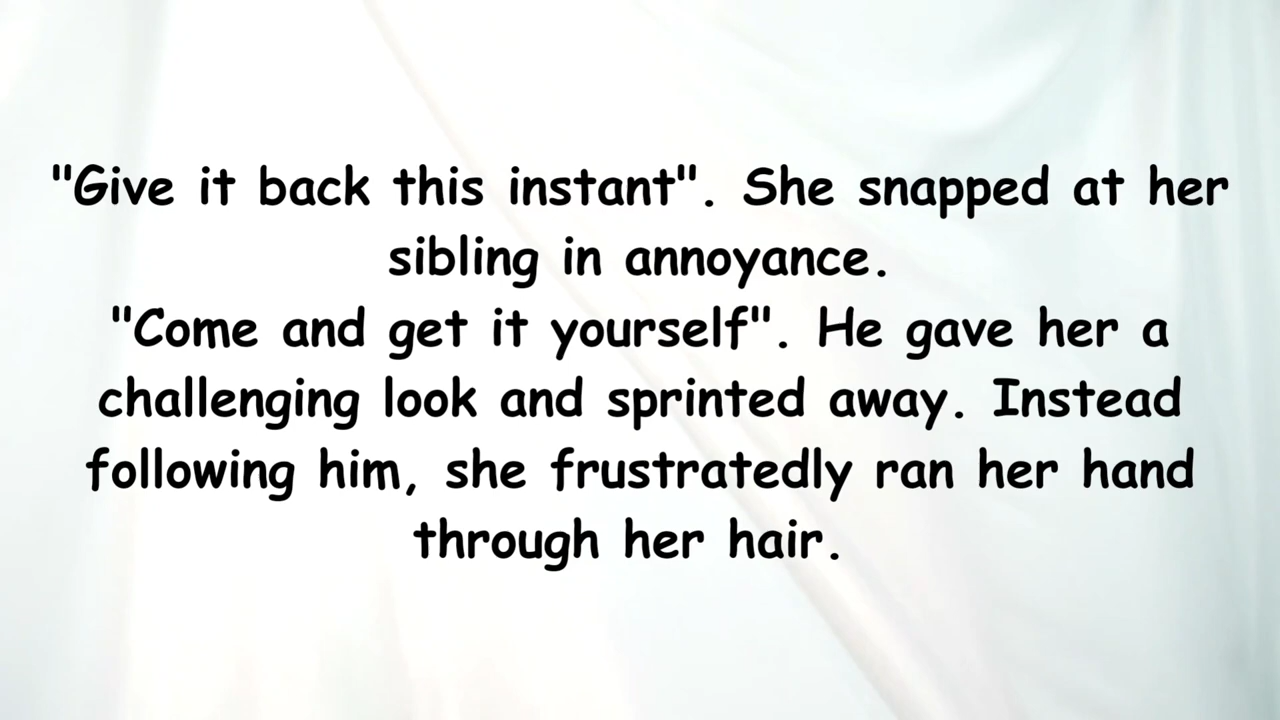 "Give it back this instant". She snapped at her
sibling in annoyance.
"Come and get it yourself". He gave her a
challenging look and sprinted away. Instead
following him, she frustratedly ran her hand
through her hair.